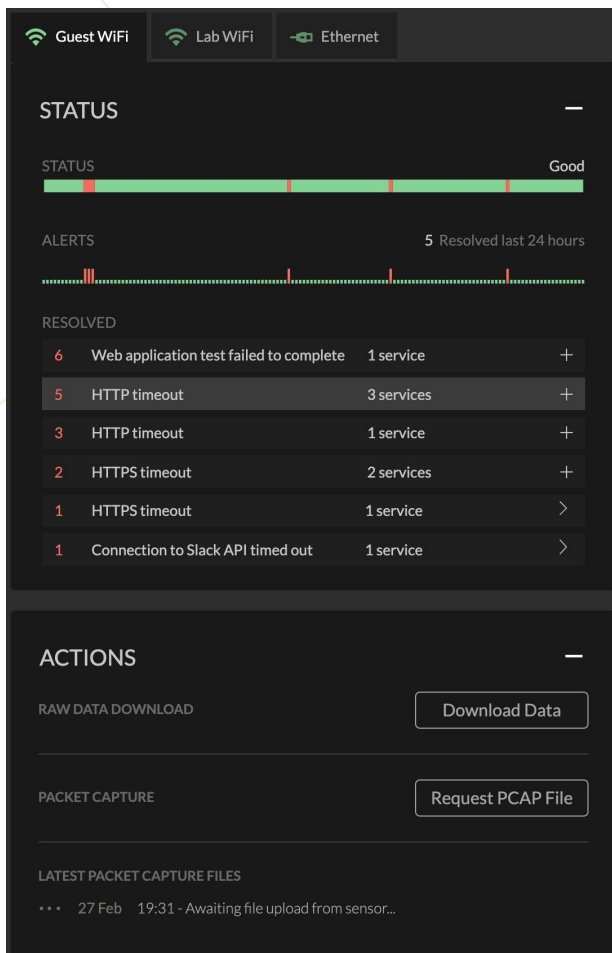 Guest WiFi Lab WiFi Ethernet
STATUS
STATUS Good
ALERTS 5 Resolved last 24 hours
RESOLVED
6 Web application test failed to complete 1 service +
5 HTTP timeout 3 services +
3 HTTP timeout 1 service +
2 HTTPS timeout 2 services +
1 HTTPS timeout 1 service >
1 Connection to Slack API timed out 1 service >
ACTIONS
RAW DATA DOWNLOAD Download Data
PACKET CAPTURE Request PCAP File
LATEST PACKET CAPTURE FILES
... 27 Feb 19:31 - Awaiting file upload from sensor...